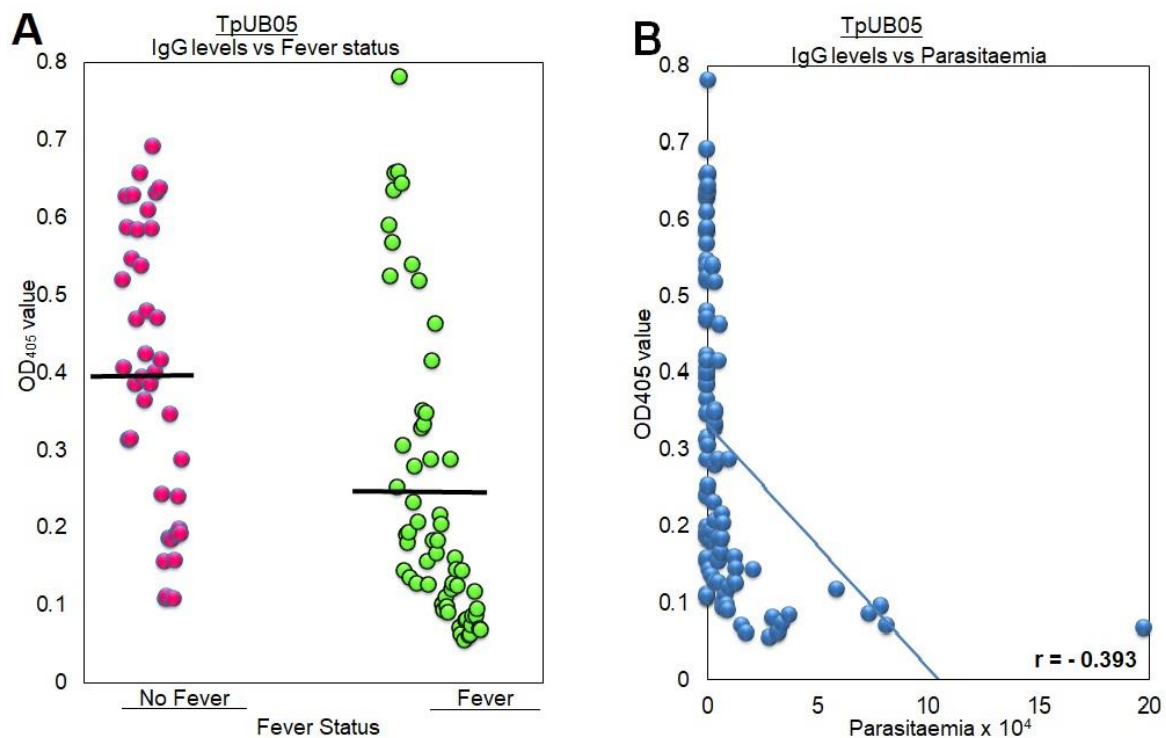 A
TpUB05
IgG levels vs Fever status
0.8
0.7
0.6
0.5
0.4
0.3
0.2
0.1
0
OD405 value
No Fever
Fever
Fever Status
B
TpUB05
IgG levels vs Parasitaemia
0.8
0.7
0.6
0.5
0.4
0.3
0.2
0.1
0
OD405 value
r = - 0.393
0 5 10 15 20
Parasitaemia x 10⁴